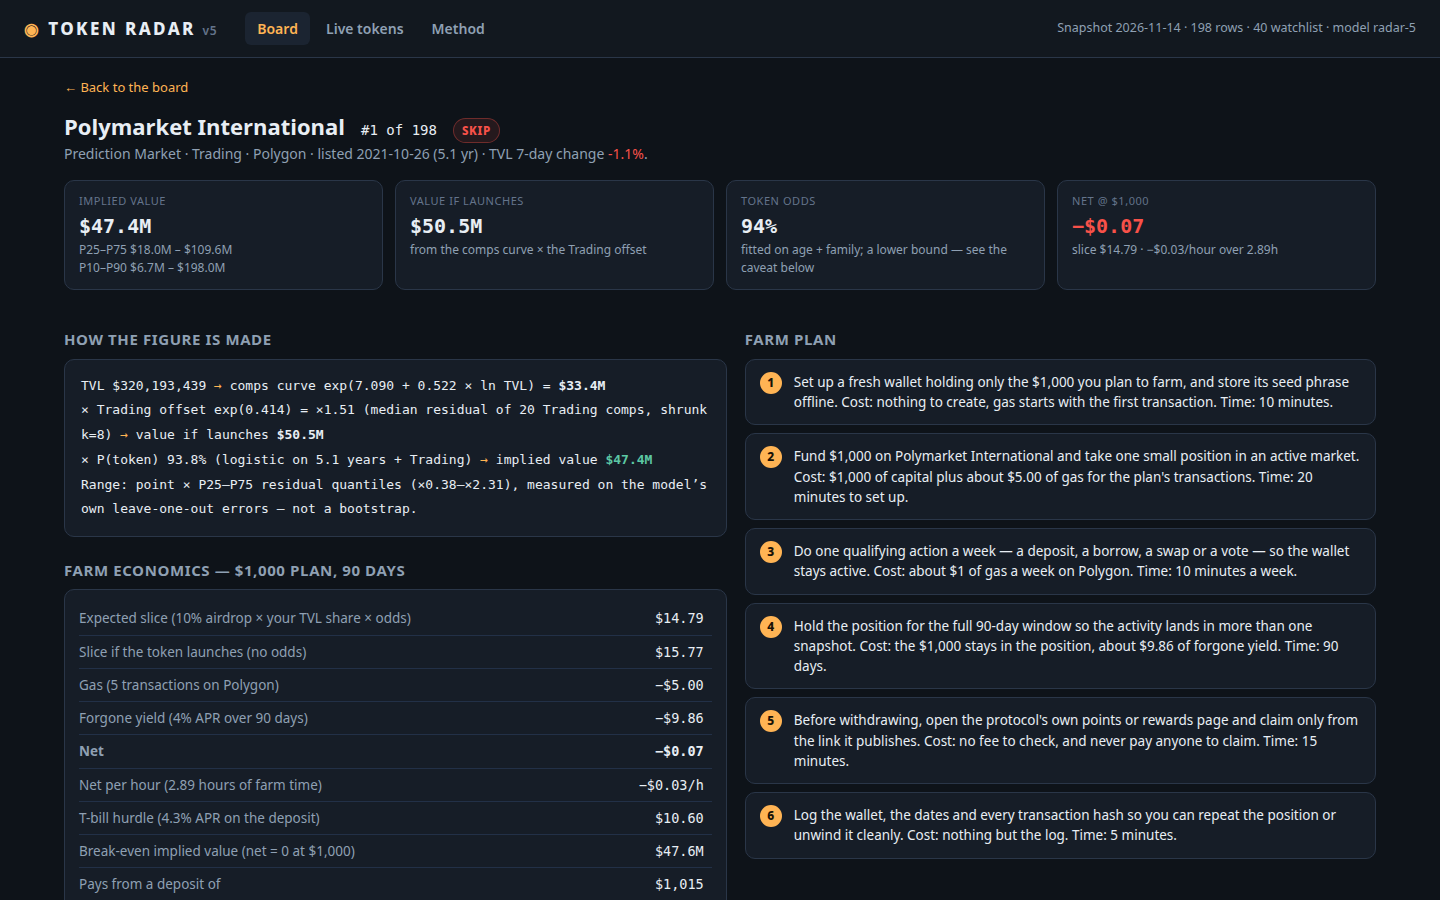 ◉ TOKEN RADAR v5
Board
Live tokens
Method
Snapshot 2026-11-14 · 198 rows · 40 watchlist · model radar-5
← Back to the board
Polymarket International #1 of 198 SKIP
Prediction Market · Trading · Polygon · listed 2021-10-26 (5.1 yr) · TVL 7-day change -1.1%.
IMPLIED VALUE
$47.4M
P25–P75 $18.0M – $109.6M
P10–P90 $6.7M – $198.0M
VALUE IF LAUNCHES
$50.5M
from the comps curve × the Trading offset
TOKEN ODDS
94%
fitted on age + family; a lower bound — see the
caveat below
NET @ $1,000
−$0.07
slice $14.79 · −$0.03/hour over 2.89h
HOW THE FIGURE IS MADE
TVL $320,193,439 → comps curve exp(7.090 + 0.522 × ln TVL) = $33.4M
× Trading offset exp(0.414) = ×1.51 (median residual of 20 Trading comps, shrunk
k=8) → value if launches $50.5M
× P(token) 93.8% (logistic on 5.1 years + Trading) → implied value $47.4M
Range: point × P25–P75 residual quantiles (×0.38–×2.31), measured on the model’s
own leave-one-out errors — not a bootstrap.
FARM ECONOMICS — $1,000 PLAN, 90 DAYS
Expected slice (10% airdrop × your TVL share × odds) $14.79
Slice if the token launches (no odds) $15.77
Gas (5 transactions on Polygon) −$5.00
Forgone yield (4% APR over 90 days) −$9.86
Net −$0.07
Net per hour (2.89 hours of farm time) −$0.03/h
T-bill hurdle (4.3% APR on the deposit) $10.60
Break-even implied value (net = 0 at $1,000) $47.6M
Pays from a deposit of $1,015
FARM PLAN
1 Set up a fresh wallet holding only the $1,000 you plan to farm, and store its seed phrase
offline. Cost: nothing to create, gas starts with the first transaction. Time: 10 minutes.
2 Fund $1,000 on Polymarket International and take one small position in an active market.
Cost: $1,000 of capital plus about $5.00 of gas for the plan's transactions. Time: 20
minutes to set up.
3 Do one qualifying action a week — a deposit, a borrow, a swap or a vote — so the wallet
stays active. Cost: about $1 of gas a week on Polygon. Time: 10 minutes a week.
4 Hold the position for the full 90-day window so the activity lands in more than one
snapshot. Cost: the $1,000 stays in the position, about $9.86 of forgone yield. Time: 90
days.
5 Before withdrawing, open the protocol's own points or rewards page and claim only from
the link it publishes. Cost: no fee to check, and never pay anyone to claim. Time: 15
minutes.
6 Log the wallet, the dates and every transaction hash so you can repeat the position or
unwind it cleanly. Cost: nothing but the log. Time: 5 minutes.